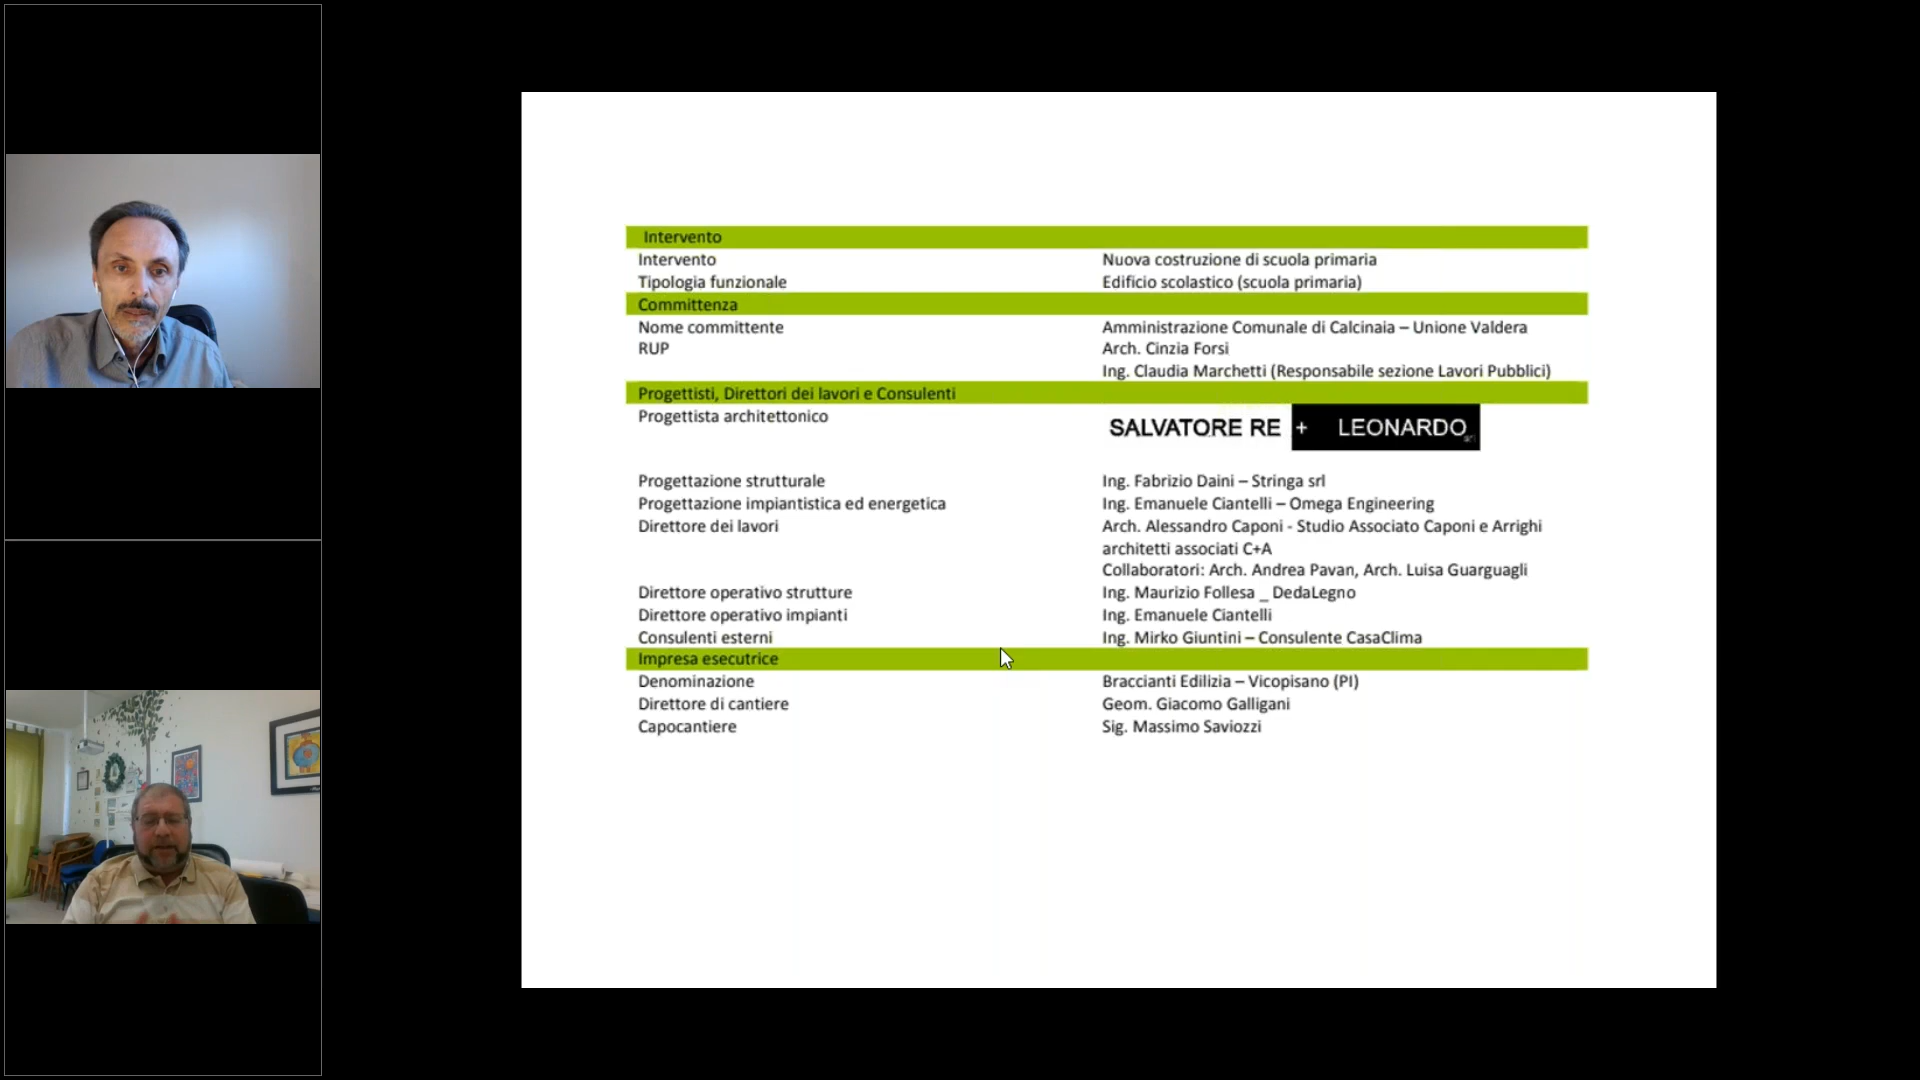 Intervento
Intervento Nuova costruzione di scuola primaria
Tipologia funzionale Edificio scolastico (scuola primaria)
Committenza
Nome committente Amministrazione Comunale di Calcinaia – Unione Valdera
RUP Arch. Cinzia Forsi
Ing. Claudia Marchetti (Responsabile sezione Lavori Pubblici)
Progettisti, Direttori dei lavori e Consulenti
Progettista architettonico SALVATORE RE + LEONARDO srl
Progettazione strutturale Ing. Fabrizio Daini – Stringa srl
Progettazione impiantistica ed energetica Ing. Emanuele Ciantelli – Omega Engineering
Direttore dei lavori Arch. Alessandro Caponi - Studio Associato Caponi e Arrighi
architetti associati C+A
Collaboratori: Arch. Andrea Pavan, Arch. Luisa Guarguagli
Direttore operativo strutture Ing. Maurizio Follesa _ DedaLegno
Direttore operativo impianti Ing. Emanuele Ciantelli
Consulenti esterni Ing. Mirko Giuntini – Consulente CasaClima
Impresa esecutrice
Denominazione Braccianti Edilizia – Vicopisano (PI)
Direttore di cantiere Geom. Giacomo Galligani
Capocantiere Sig. Massimo Saviozzi